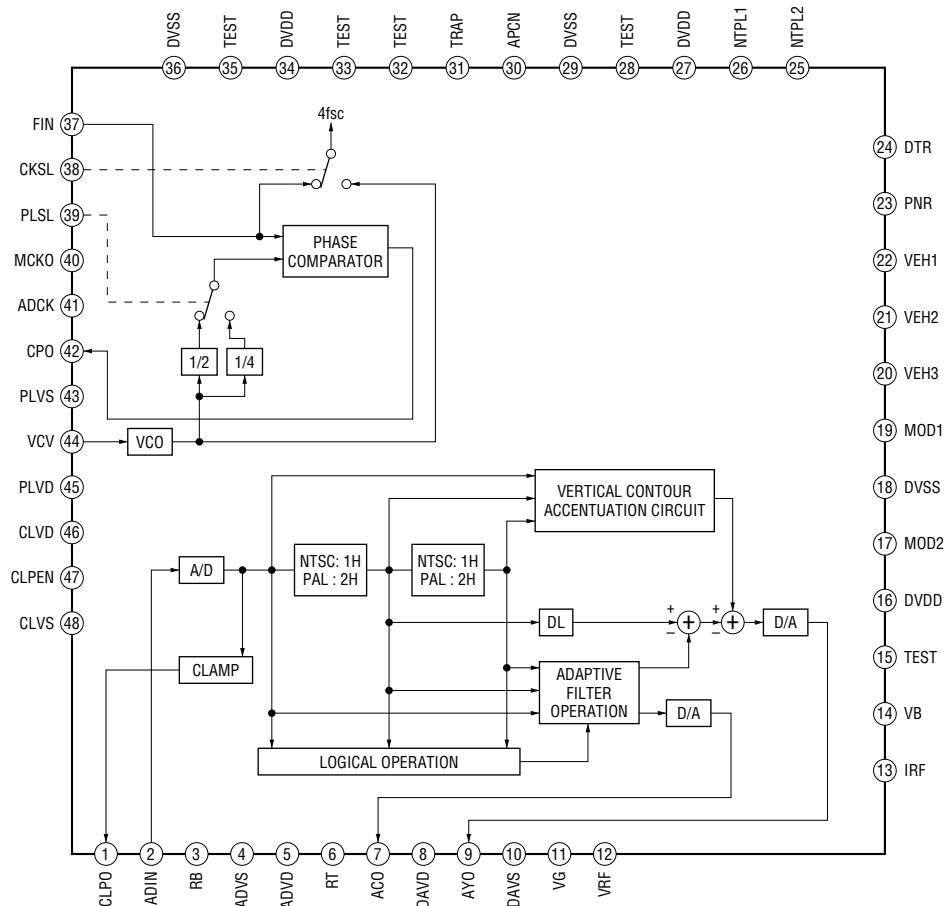 DVSS TEST DVDD TEST TEST TRAP APCN DVSS TEST DVDD NTPL1 NTPL2
36 35 34 33 32 31 30 29 28 27 26 25
FIN 37
CKSL 38
PLSL 39
MCKO 40
ADCK 41
CPO 42
PLVS 43
VCV 44
PLVD 45
CLVD 46
CLPEN 47
CLVS 48
4fsc
PHASE
COMPARATOR
1/2
1/4
VCO
VERTICAL CONTOUR
ACCENTUATION CIRCUIT
A/D
NTSC: 1H
PAL : 2H
NTSC: 1H
PAL : 2H
DL
+
−
+
+
−
+
D/A
CLAMP
ADAPTIVE
FILTER
OPERATION
D/A
LOGICAL OPERATION
24 DTR
23 PNR
22 VEH1
21 VEH2
20 VEH3
19 MOD1
18 DVSS
17 MOD2
16 DVDD
15 TEST
14 VB
13 IRF
1 2 3 4 5 6 7 8 9 10 11 12
CLPO ADIN RB ADVS ADVD RT ACO DAVD AYO DAVS VG VRF